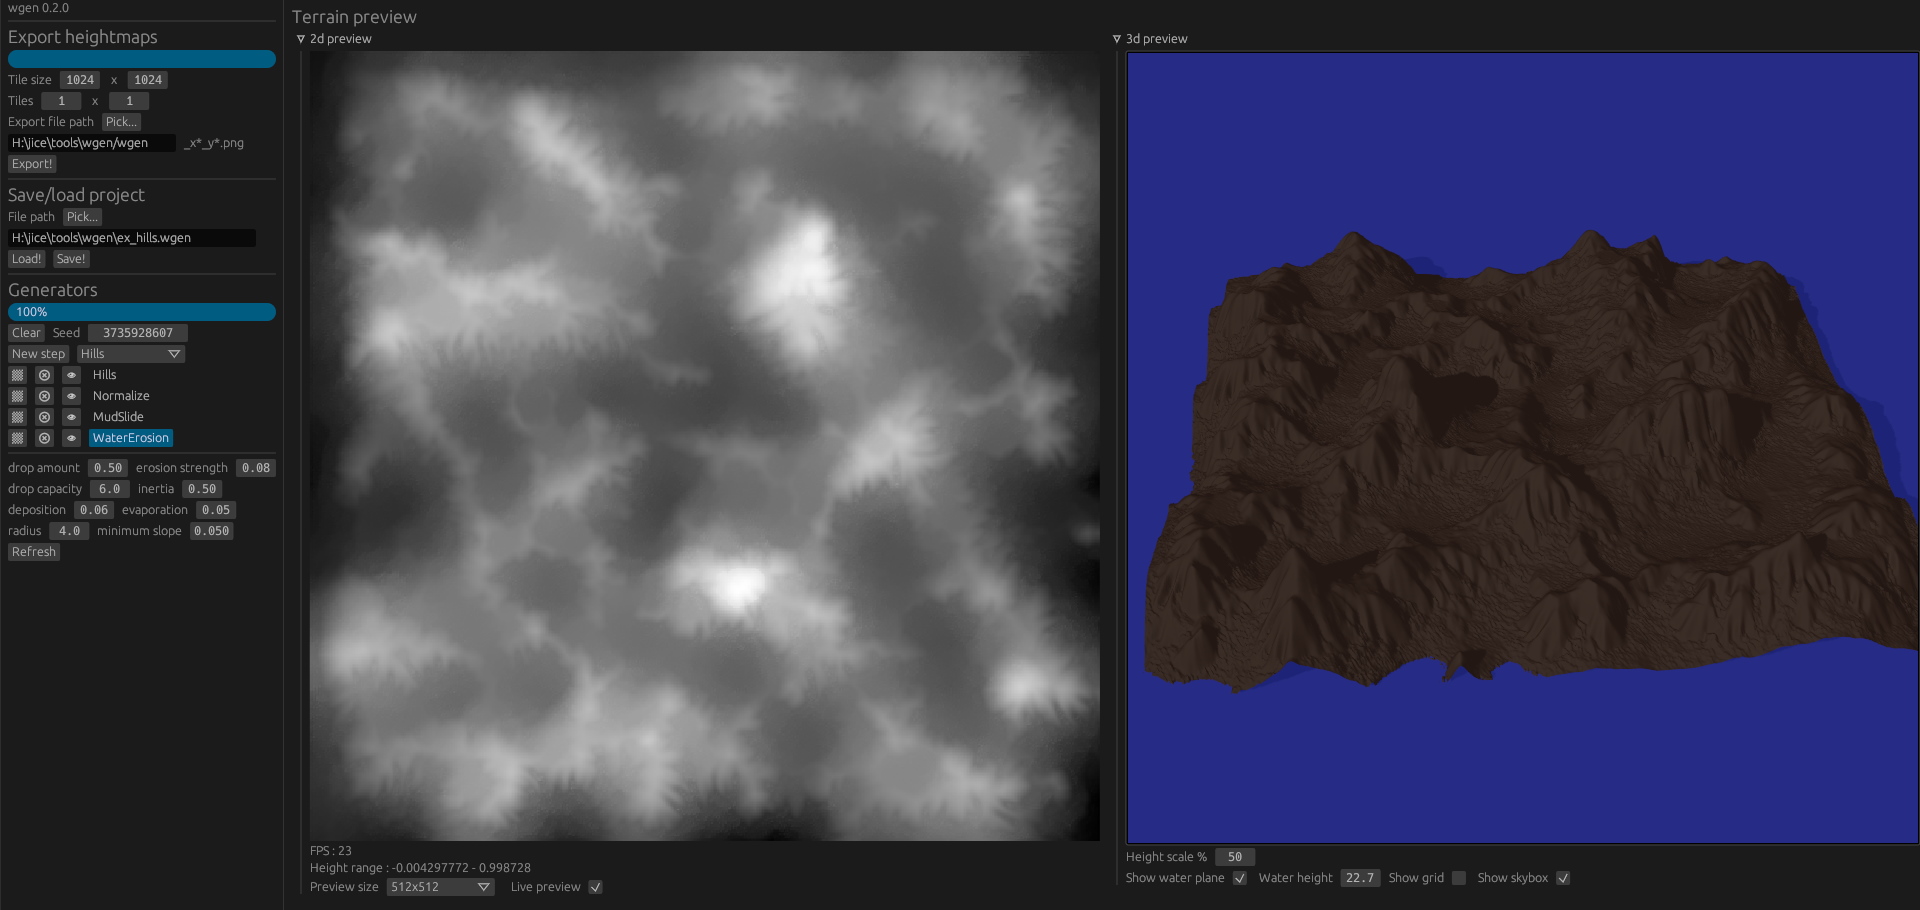 wgen 0.2.0
Export heightmaps
Tile size 1024 x 1024
Tiles 1 x 1
Export file path Pick...
H:\jice\tools\wgen/wgen _x*_y*.png
Export!
Save/load project
File path Pick...
H:\jice\tools\wgen\ex_hills.wgen
Load! Save!
Generators
100%
Clear Seed 3735928607
New step Hills
Hills
Normalize
MudSlide
WaterErosion
drop amount 0.50 erosion strength 0.08
drop capacity 6.0 inertia 0.50
deposition 0.06 evaporation 0.05
radius 4.0 minimum slope 0.050
Refresh
Terrain preview
2d preview
FPS : 23
Height range : -0.004297772 - 0.998728
Preview size 512x512 Live preview
3d preview
Height scale % 50
Show water plane Water height 22.7 Show grid Show skybox